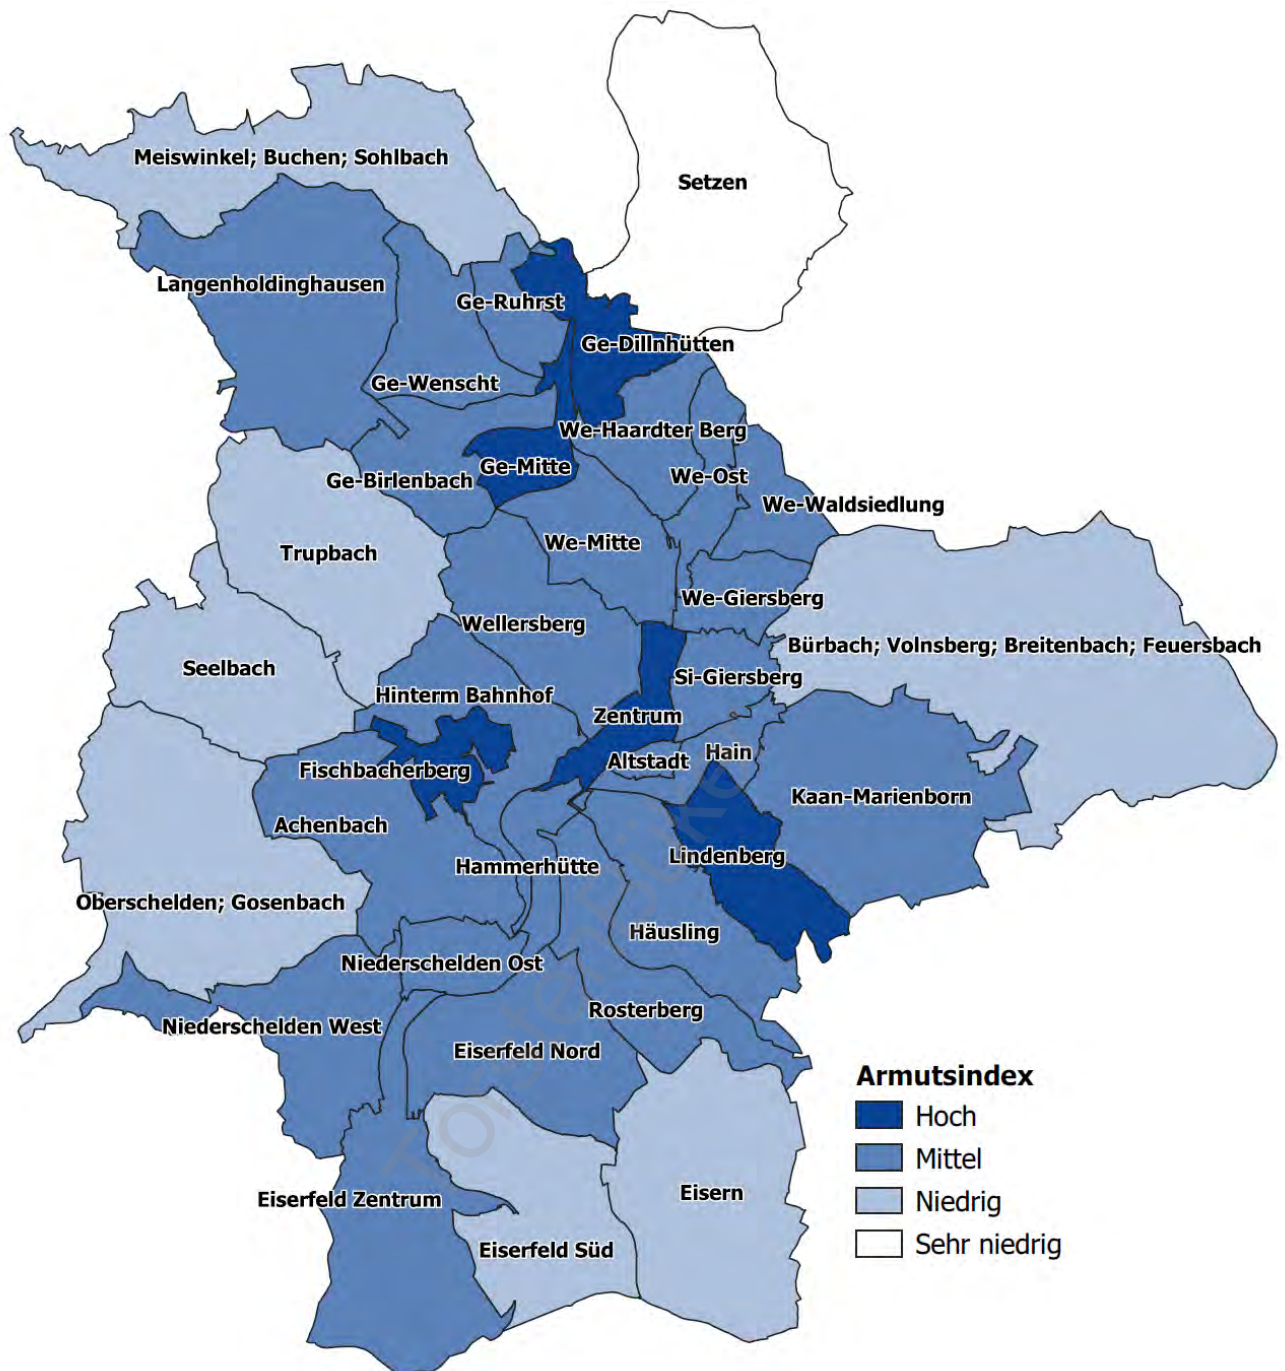 Meiswinkel; Buchen; Sohlbach
Setzen
Langenholdinghausen
Ge-Ruhrst
Ge-Dillnhütten
Ge-Wenscht
We-Haardter Berg
Ge-Mitte
Ge-Birlenbach
We-Ost
We-Waldsiedlung
We-Mitte
Trupbach
We-Giersberg
Wellersberg
Bürbach; Volnsberg; Breitenbach; Feuersbach
Seelbach
Si-Giersberg
Hinterm Bahnhof
Zentrum
Hain
Altstadt
Fischbacherberg
Kaan-Marienborn
Achenbach
Lindenberg
Hammerhütte
Oberschelden; Gosenbach
Häusling
Niederschelden Ost
Rosterberg
Niederschelden West
Eiserfeld Nord
Armutsindex
Hoch
Mittel
Niedrig
Sehr niedrig
Eisern
Eiserfeld Zentrum
Eiserfeld Süd